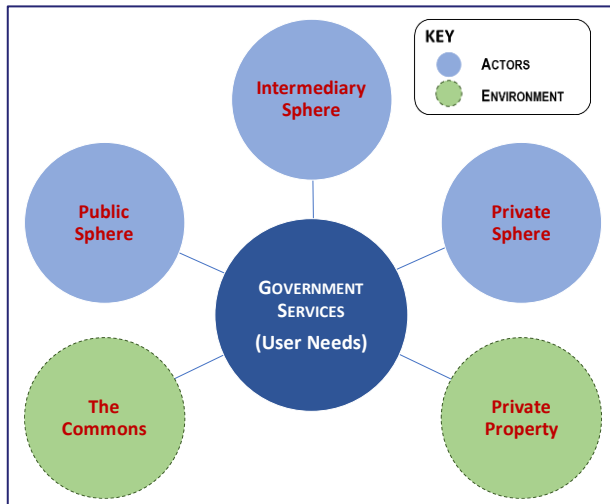 KEY
ACTORS
ENVIRONMENT
Intermediary
Sphere
Public
Sphere
Private
Sphere
GOVERNMENT
SERVICES
(User Needs)
The
Commons
Private
Property